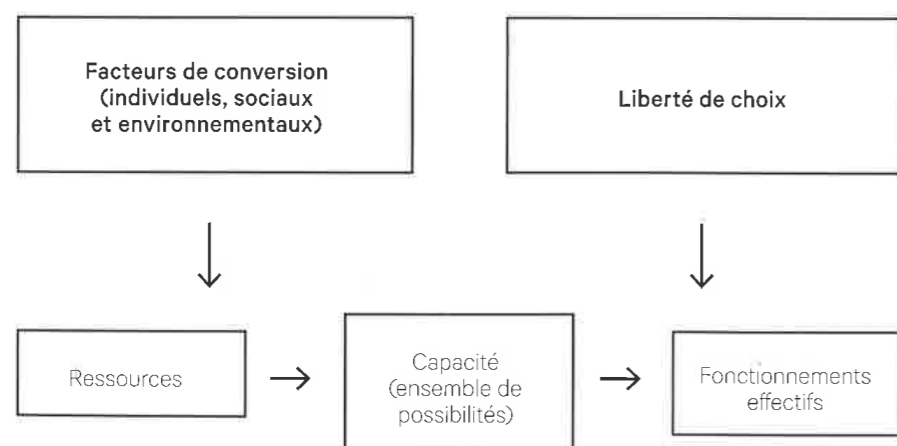 Facteurs de conversion
(individuels, sociaux
et environnementaux)
Liberté de choix
Ressources
Capacité
(ensemble de
possibilités)
Fonctionnements
effectifs